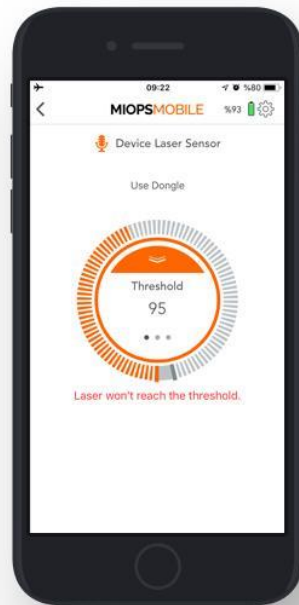 09:22 %80
MIOPSMOBILE %93
Device Laser Sensor
Use Dongle
Threshold
95
Laser won't reach the threshold.